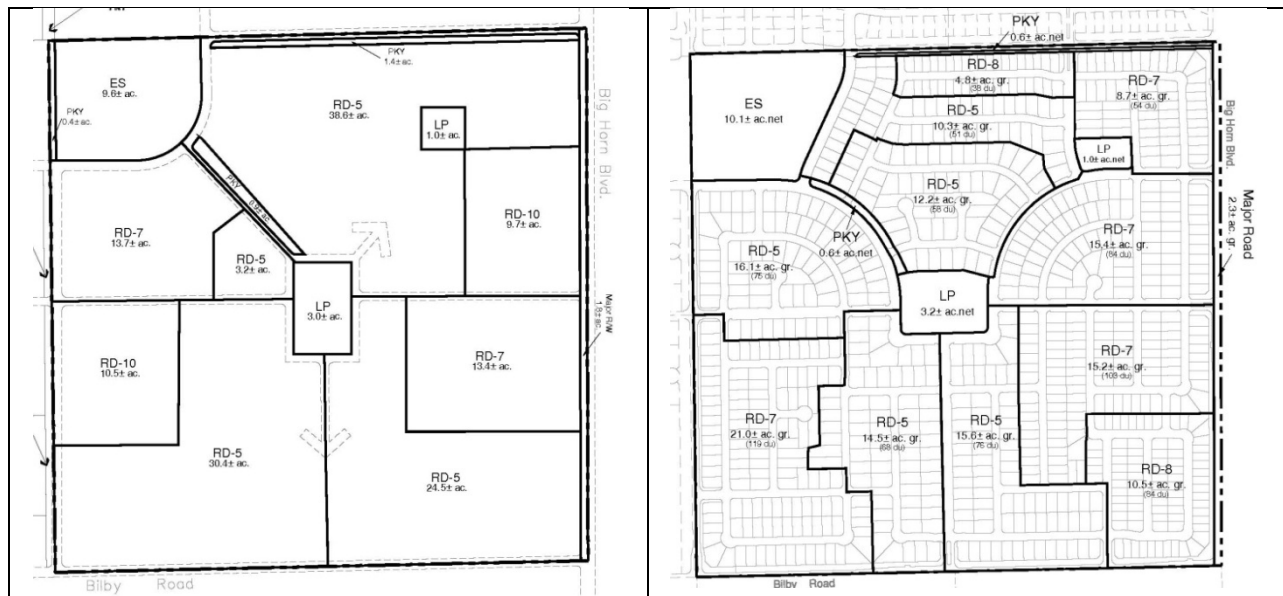 PKY
1.4± ac.
ES
9.6± ac.
PKY
0.4± ac.
RD-5
38.6± ac.
LP
1.0± ac.
Big Horn Blvd.
PKY
RD-7
13.7± ac.
RD-5
3.2± ac.
RD-10
9.7± ac.
LP
3.0± ac.
Major R/W
1.8± ac.
RD-10
10.5± ac.
RD-7
13.4± ac.
RD-5
30.4± ac.
RD-5
24.5± ac.
Bilby Road
PKY
0.6± ac.net
RD-8
4.8± ac. gr.
(38 du)
RD-7
8.7± ac. gr.
(54 du)
ES
10.1± ac.net
RD-5
10.3± ac. gr.
(51 du)
LP
1.0± ac.net
Big Horn Blvd.
Major Road
2.3± ac. gr.
RD-5
12.2± ac. gr.
(58 du)
RD-5
16.1± ac. gr.
(75 du)
PKY
0.6± ac.net
RD-7
15.4± ac. gr.
(84 du)
LP
3.2± ac.net
RD-7
15.2± ac. gr.
(103 du)
RD-7
21.0± ac. gr.
(119 du)
RD-5
14.5± ac. gr.
(68 du)
RD-5
15.6± ac. gr.
(76 du)
RD-8
10.5± ac. gr.
(84 du)
Bilby Road